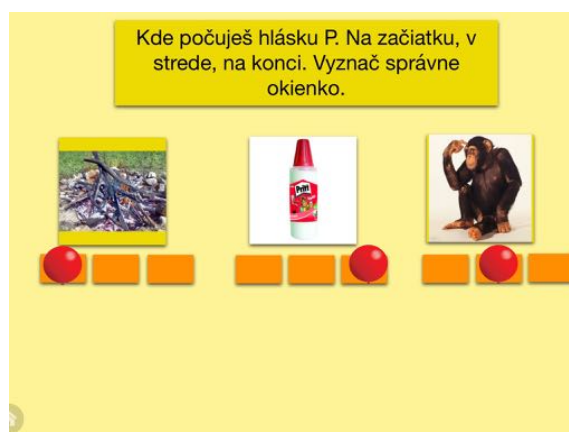 Kde počuješ hlásku P. Na začiatku, v
strede, na konci. Vyznač správne
okienko.
Pritt